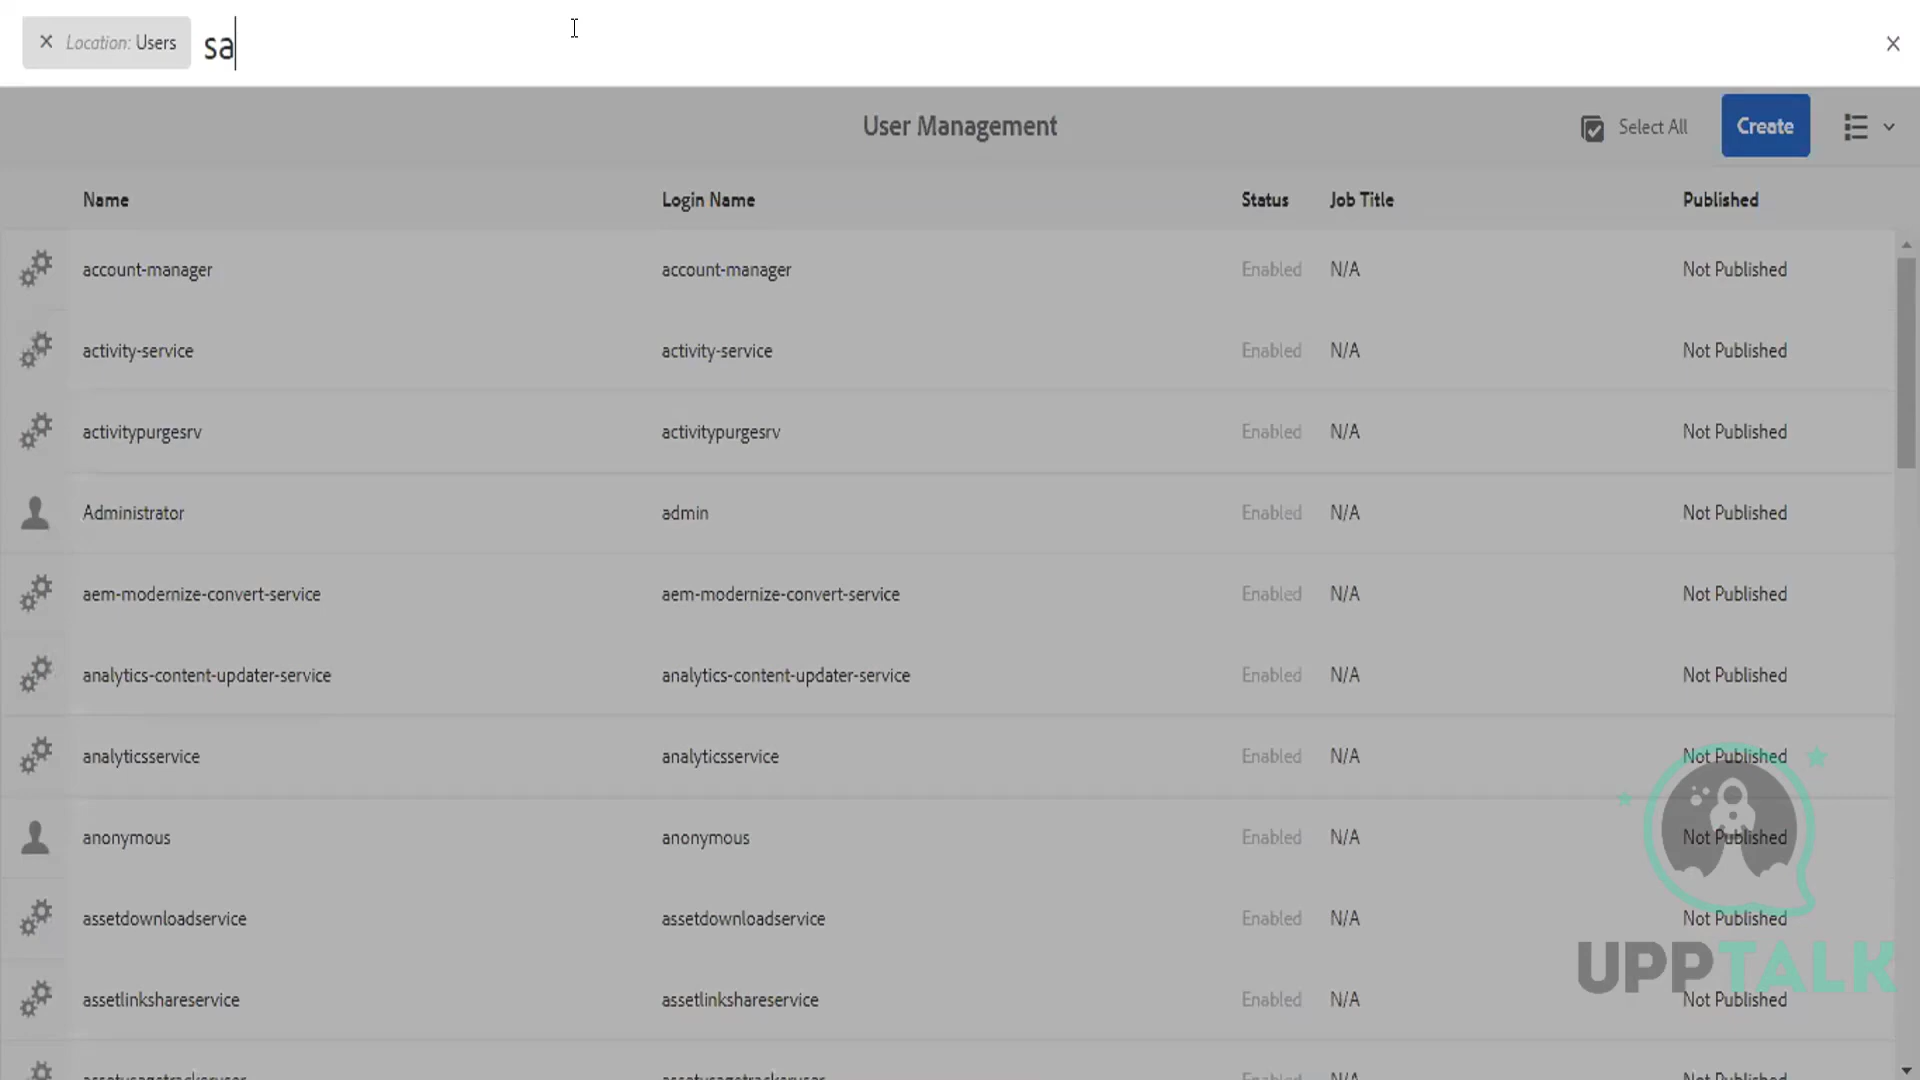 Location: Users sa
User Management
Select All
Create
Name Login Name Status Job Title Published
account-manager account-manager Enabled N/A Not Published
activity-service activity-service Enabled N/A Not Published
activitypurgesrv activitypurgesrv Enabled N/A Not Published
Administrator admin Enabled N/A Not Published
aem-modernize-convert-service aem-modernize-convert-service Enabled N/A Not Published
analytics-content-updater-service analytics-content-updater-service Enabled N/A Not Published
analyticsservice analyticsservice Enabled N/A Not Published
anonymous anonymous Enabled N/A Not Published
assetdownloadservice assetdownloadservice Enabled N/A Not Published
UPPTALK
assetlinkshareservice assetlinkshareservice Enabled N/A Not Published